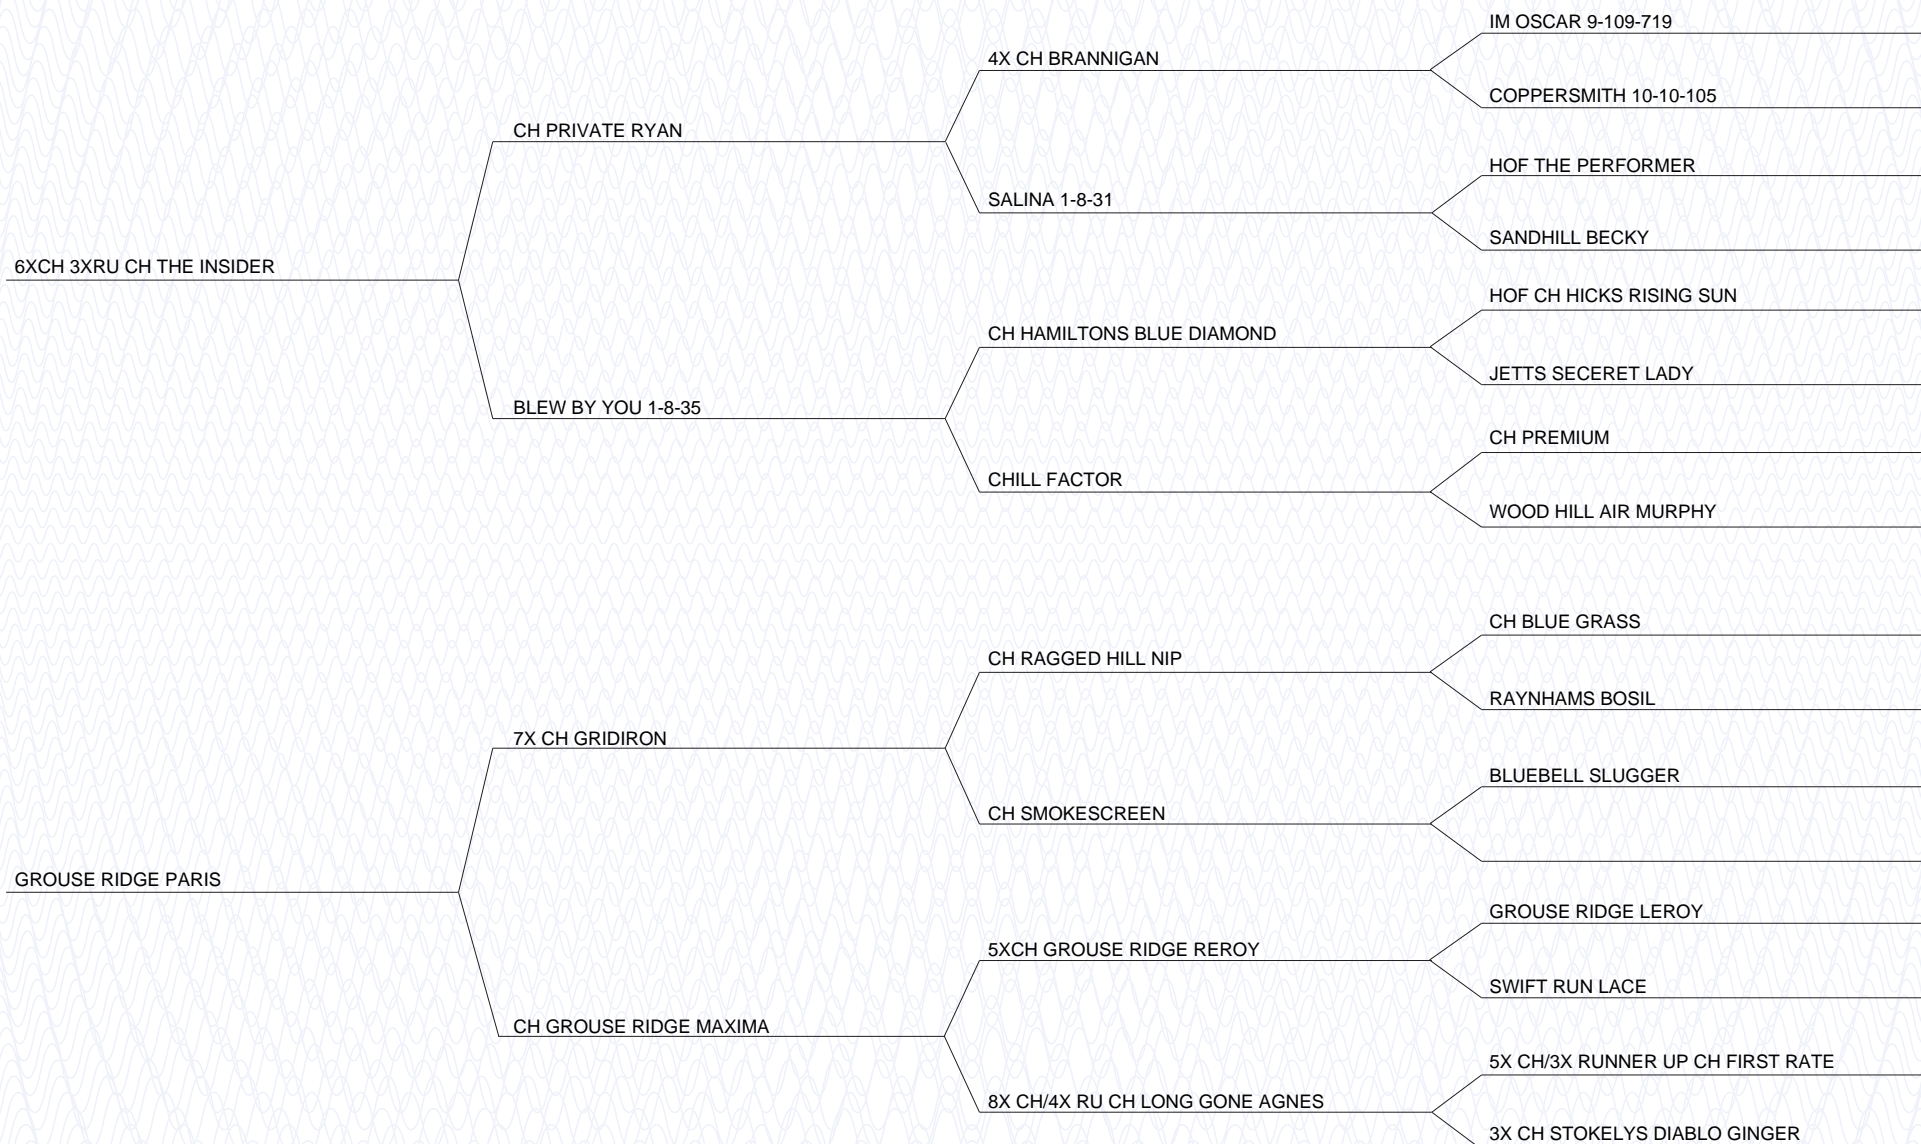 IM OSCAR 9-109-719
4X CH BRANNIGAN
COPPERSMITH 10-10-105
CH PRIVATE RYAN
HOF THE PERFORMER
SALINA 1-8-31
SANDHILL BECKY
6XCH 3XRU CH THE INSIDER
HOF CH HICKS RISING SUN
CH HAMILTONS BLUE DIAMOND
JETTS SECERET LADY
BLEW BY YOU 1-8-35
CH PREMIUM
CHILL FACTOR
WOOD HILL AIR MURPHY
CH BLUE GRASS
CH RAGGED HILL NIP
RAYNHAMS BOSIL
7X CH GRIDIRON
BLUEBELL SLUGGER
CH SMOKESCREEN
GROUSE RIDGE PARIS
GROUSE RIDGE LEROY
5XCH GROUSE RIDGE REROY
SWIFT RUN LACE
CH GROUSE RIDGE MAXIMA
5X CH/3X RUNNER UP CH FIRST RATE
8X CH/4X RU CH LONG GONE AGNES
3X CH STOKELYS DIABLO GINGER